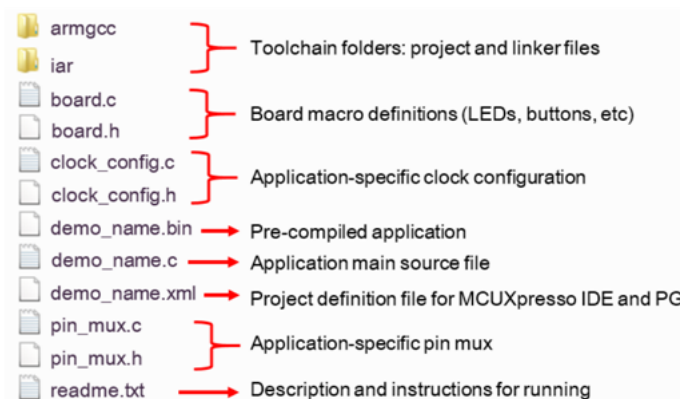 armgcc
iar
Toolchain folders: project and linker files
board.c
board.h
Board macro definitions (LEDs, buttons, etc)
clock_config.c
clock_config.h
Application-specific clock configuration
demo_name.bin
Pre-compiled application
demo_name.c
Application main source file
demo_name.xml
Project definition file for MCUXpresso IDE and PG
pin_mux.c
pin_mux.h
Application-specific pin mux
readme.txt
Description and instructions for running